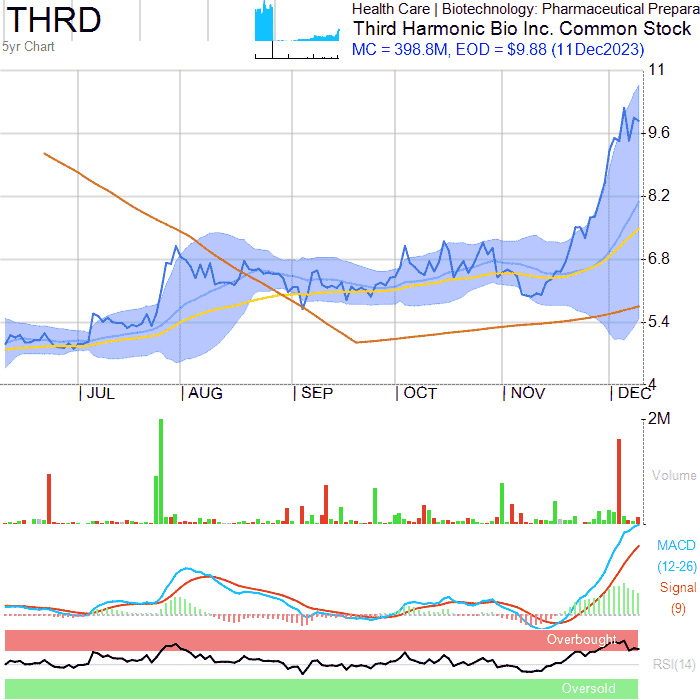 THRD
5yr Chart
Health Care | Biotechnology: Pharmaceutical Prepara
Third Harmonic Bio Inc. Common Stock
MC = 398.8M, EOD = $9.88 (11Dec2023)
11
9.6
8.2
6.8
5.4
4
JUL AUG SEP OCT NOV DEC
2M
Volume
MACD
(12-26)
Signal
(9)
Overbought
RSI(14)
Oversold